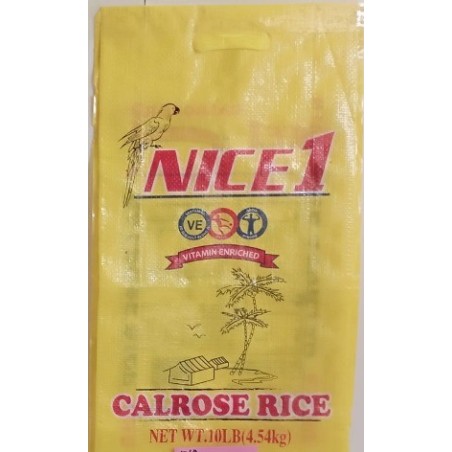 NICE 1
VE
VITAMIN-ENRICHED
CALROSE RICE
NET WT.10LB(4.54kg)